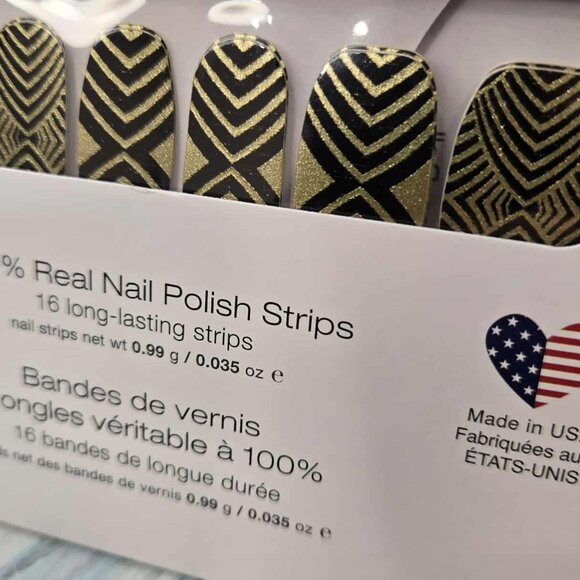 % Real Nail Polish Strips
16 long-lasting strips
nail strips net wt 0.99 g / 0.035 oz ℮
Bandes de vernis
ongles véritable à 100%
16 bandes de longue durée
net des bandes de vernis 0.99 g / 0.035 oz ℮
Made in US
Fabriquées au
ÉTATS-UNIS